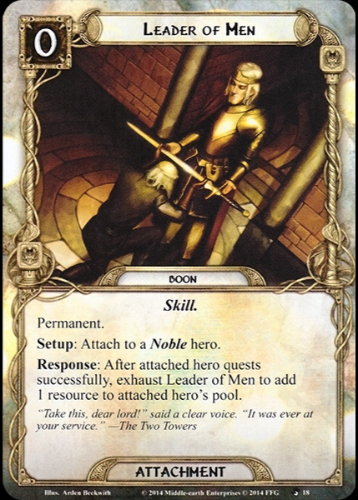 0
LEADER OF MEN
BOON
Skill.
Permanent.
Setup: Attach to a Noble hero.
Response: After attached hero quests
successfully, exhaust Leader of Men to add
1 resource to attached hero's pool.
"Take this, dear lord!" said a clear voice. "It was ever at
your service." —The Two Towers
ATTACHMENT
Illus. Arden Beckwith © 2014 Middle-earth Enterprises © 2014 FFG 18